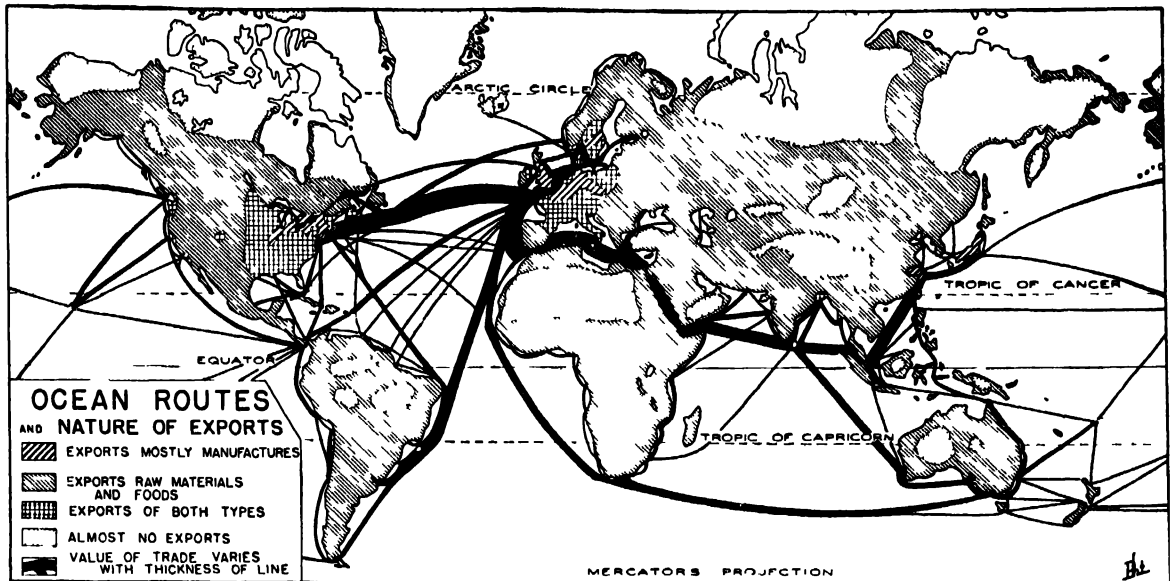 ARCTIC CIRCLE
TROPIC OF CANCER
EQUATOR
TROPIC OF CAPRICORN
OCEAN ROUTES
AND NATURE OF EXPORTS
EXPORTS MOSTLY MANUFACTURES
EXPORTS RAW MATERIALS
AND FOODS
EXPORTS OF BOTH TYPES
ALMOST NO EXPORTS
VALUE OF TRADE VARIES
WITH THICKNESS OF LINE
MERCATORS PROJECTION